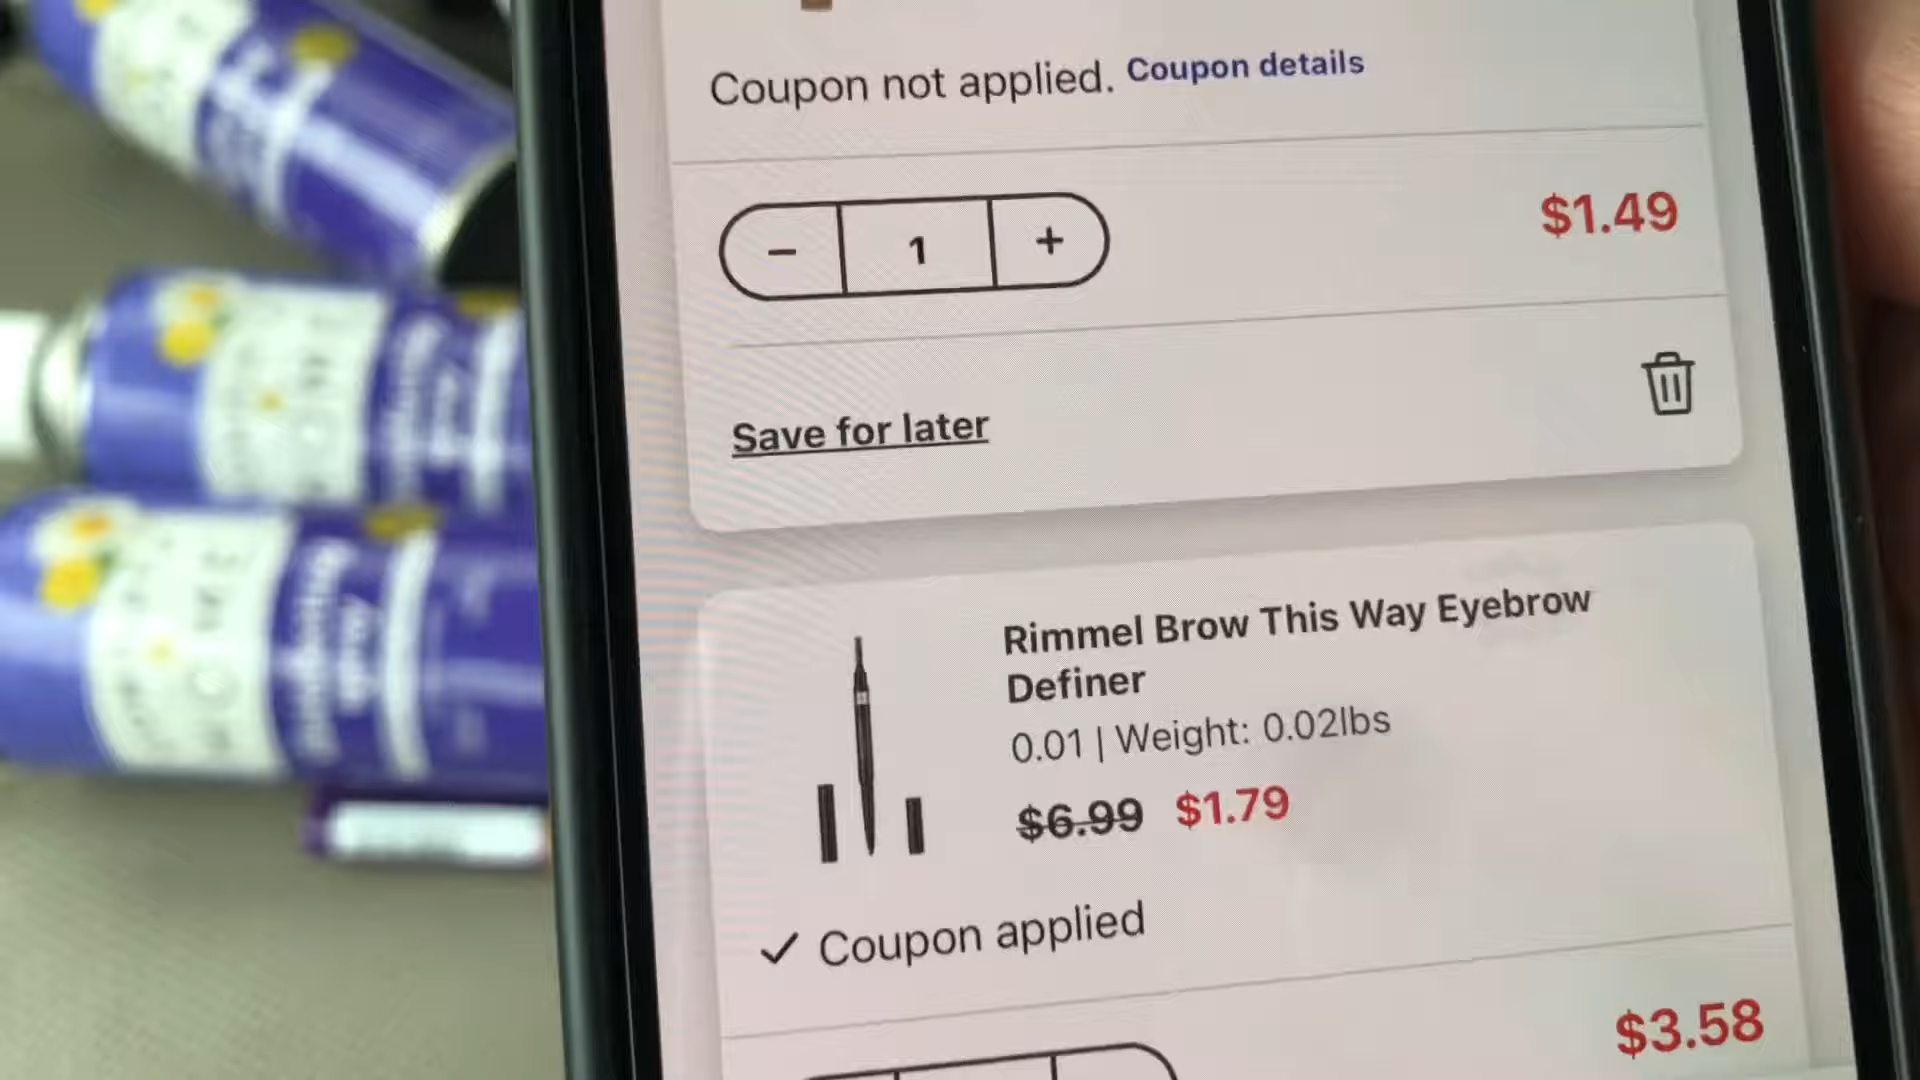 Coupon not applied. Coupon details
− 1 +
$1.49
Save for later
Rimmel Brow This Way Eyebrow
Definer
0.01 | Weight: 0.02lbs
$6.99 $1.79
✓ Coupon applied
$3.58